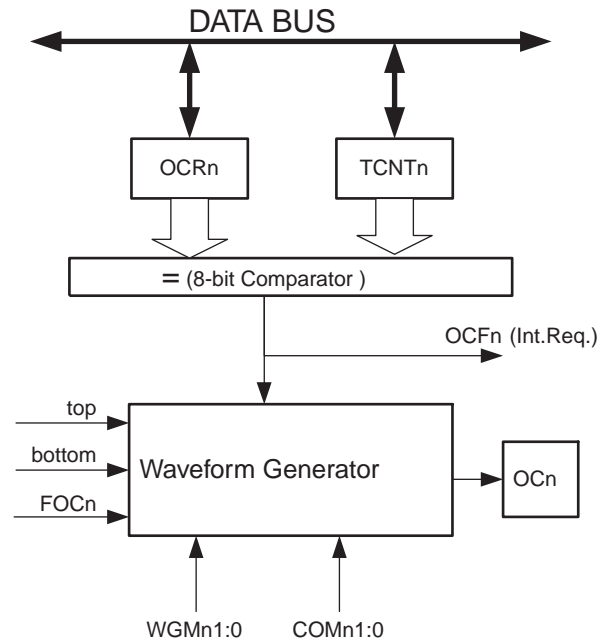 DATA BUS
OCRn
TCNTn
= (8-bit Comparator )
OCFn (Int.Req.)
top
bottom
FOCn
Waveform Generator
OCn
WGMn1:0
COMn1:0